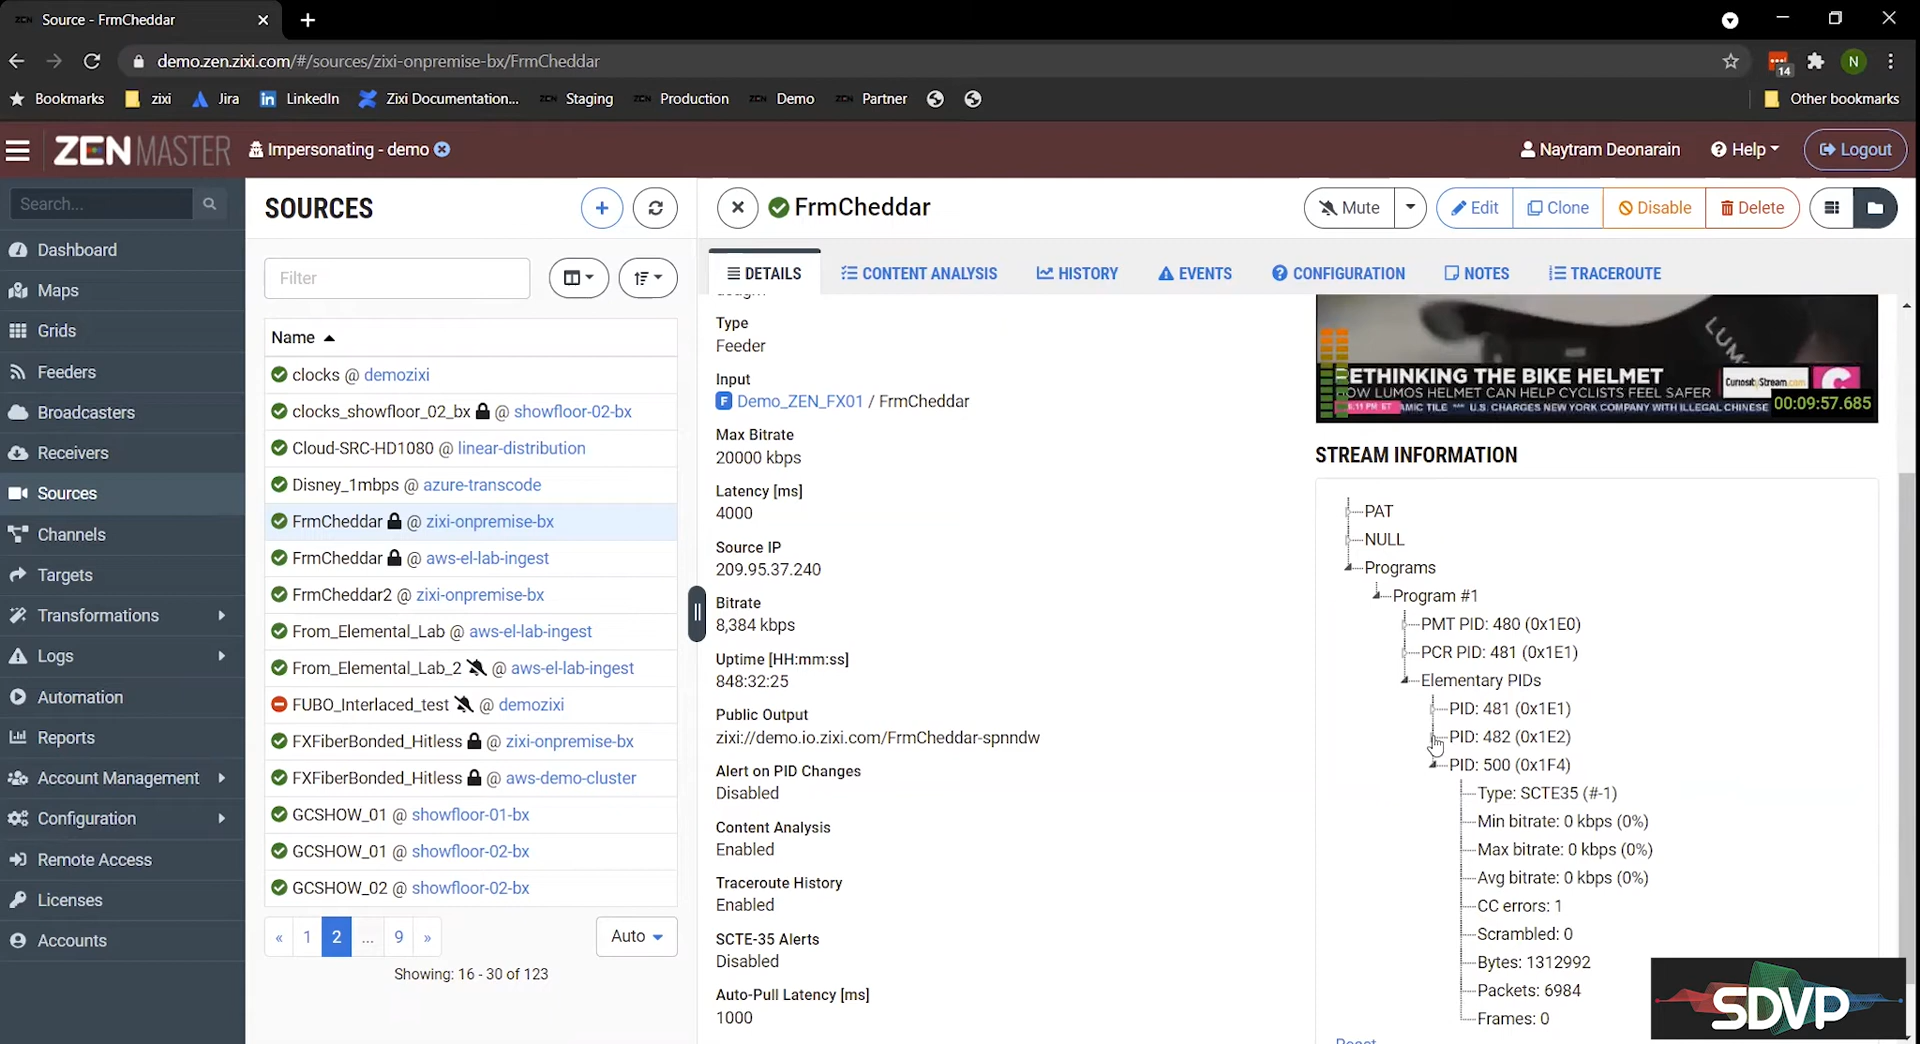 Source - FrmCheddar
demo.zen.zixi.com/#/sources/zixi-onpremise-bx/FrmCheddar
14
N
Bookmarks
zixi
Jira
LinkedIn
Zixi Documentation...
Staging
Production
Demo
Partner
Other bookmarks
ZEN MASTER
Impersonating - demo
Naytram Deonarain
Help
Logout
Search...
Dashboard
Maps
Grids
Feeders
Broadcasters
Receivers
Sources
Channels
Targets
Transformations
Logs
Automation
Reports
Account Management
Configuration
Remote Access
Licenses
Accounts
SOURCES
Filter
Name
clocks @ demozixi
clocks_showfloor_02_bx @ showfloor-02-bx
Cloud-SRC-HD1080 @ linear-distribution
Disney_1mbps @ azure-transcode
FrmCheddar @ zixi-onpremise-bx
FrmCheddar @ aws-el-lab-ingest
FrmCheddar2 @ zixi-onpremise-bx
From_Elemental_Lab @ aws-el-lab-ingest
From_Elemental_Lab_2 @ aws-el-lab-ingest
FUBO_Interlaced_test @ demozixi
FXFiberBonded_Hitless @ zixi-onpremise-bx
FXFiberBonded_Hitless @ aws-demo-cluster
GCSHOW_01 @ showfloor-01-bx
GCSHOW_01 @ showfloor-02-bx
GCSHOW_02 @ showfloor-02-bx
« 1 2 ... 9 »
Auto
Showing: 16 - 30 of 123
FrmCheddar
Mute
Edit
Clone
Disable
Delete
DETAILS
CONTENT ANALYSIS
HISTORY
EVENTS
CONFIGURATION
NOTES
TRACEROUTE
Type
Feeder
Input
F Demo_ZEN_FX01 / FrmCheddar
Max Bitrate
20000 kbps
Latency [ms]
4000
Source IP
209.95.37.240
Bitrate
8,384 kbps
Uptime [HH:mm:ss]
848:32:25
Public Output
zixi://demo.io.zixi.com/FrmCheddar-spnndw
Alert on PID Changes
Disabled
Content Analysis
Enabled
Traceroute History
Enabled
SCTE-35 Alerts
Disabled
Auto-Pull Latency [ms]
1000
LUMOS
RETHINKING THE BIKE HELMET
HOW LUMOS HELMET CAN HELP CYCLISTS FEEL SAFER
CuriosityStream.com
AMIC TILE U.S. CHARGES NEW YORK COMPANY WITH ILLEGAL CHINESE
00:09:57.685
STREAM INFORMATION
PAT
NULL
Programs
Program #1
PMT PID: 480 (0x1E0)
PCR PID: 481 (0x1E1)
Elementary PIDs
PID: 481 (0x1E1)
PID: 482 (0x1E2)
PID: 500 (0x1F4)
Type: SCTE35 (#-1)
Min bitrate: 0 kbps (0%)
Max bitrate: 0 kbps (0%)
Avg bitrate: 0 kbps (0%)
CC errors: 1
Scrambled: 0
Bytes: 1312992
Packets: 6984
Frames: 0
SDVP